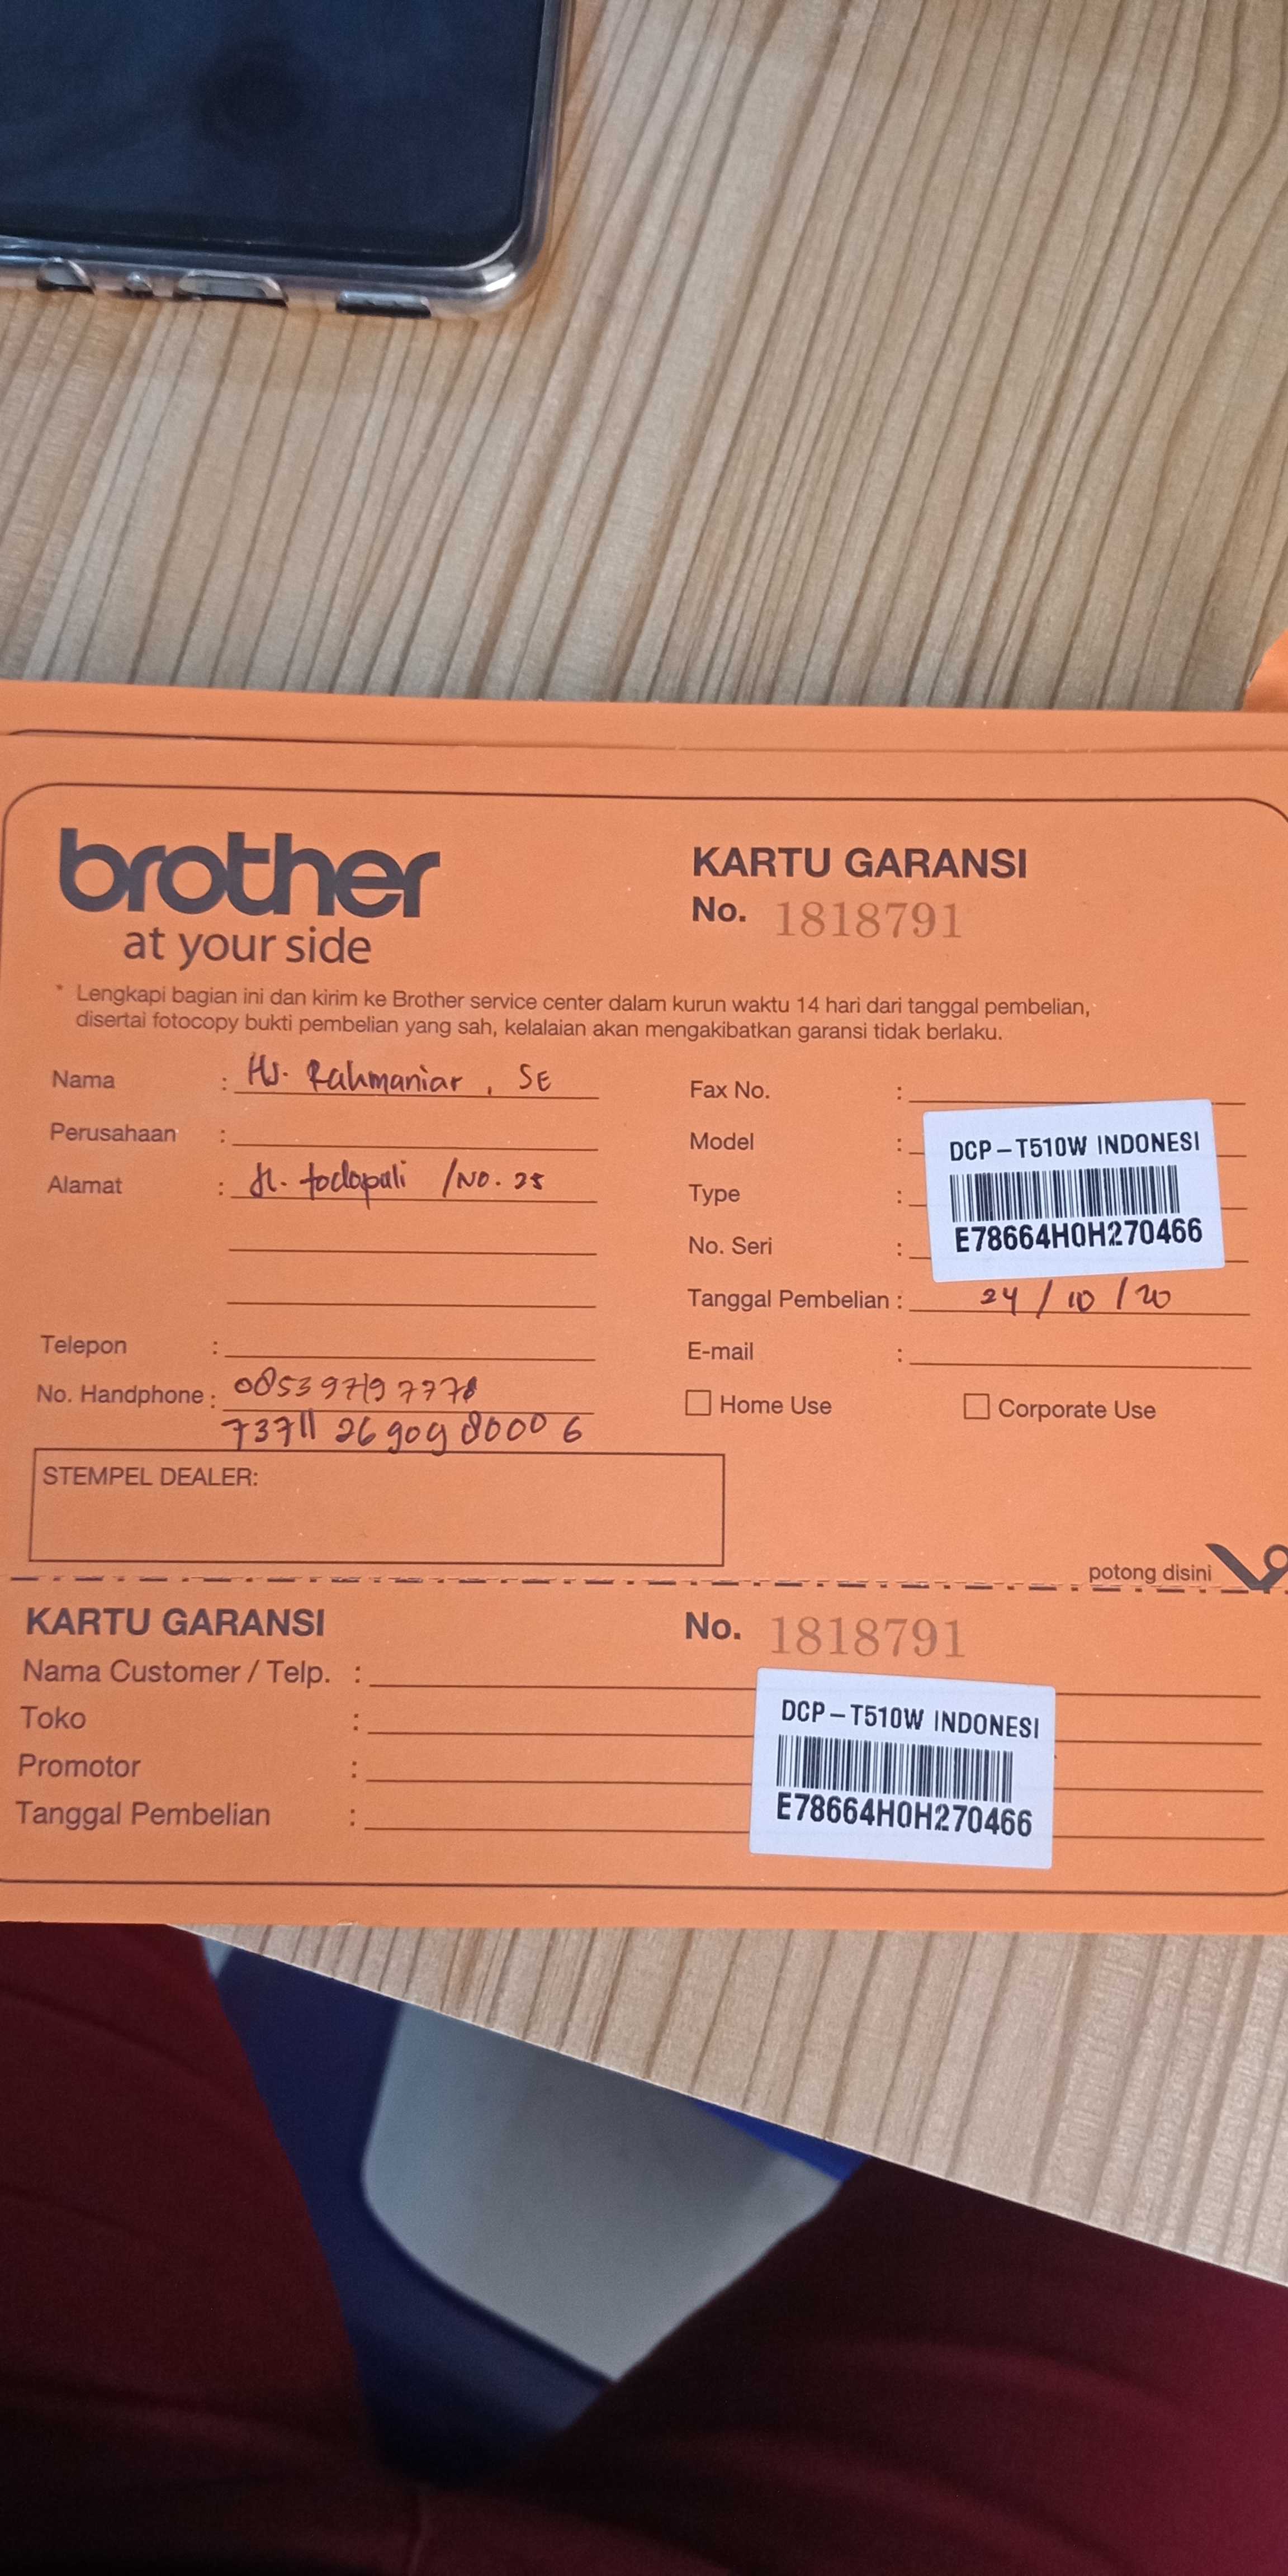 brother
at your side
KARTU GARANSI
No. 1818791
* Lengkapi bagian ini dan kirim ke Brother service center dalam kurun waktu 14 hari dari tanggal pembelian,
disertai fotocopy bukti pembelian yang sah, kelalaian akan mengakibatkan garansi tidak berlaku.
Nama : Hj. Rahmaniar, SE
Perusahaan :
Alamat : Jl. todopuli /No. 25
Telepon :
No. Handphone : 085397197778
737112690980006
Fax No. :
Model :
Type :
No. Seri :
DCP-T510W INDONESI
E78664H0H270466
Tanggal Pembelian : 24 / 10 / 20
E-mail :
Home Use
Corporate Use
STEMPEL DEALER:
potong disini
KARTU GARANSI
No. 1818791
Nama Customer / Telp. :
Toko :
Promotor :
Tanggal Pembelian :
DCP-T510W INDONESI
E78664H0H270466